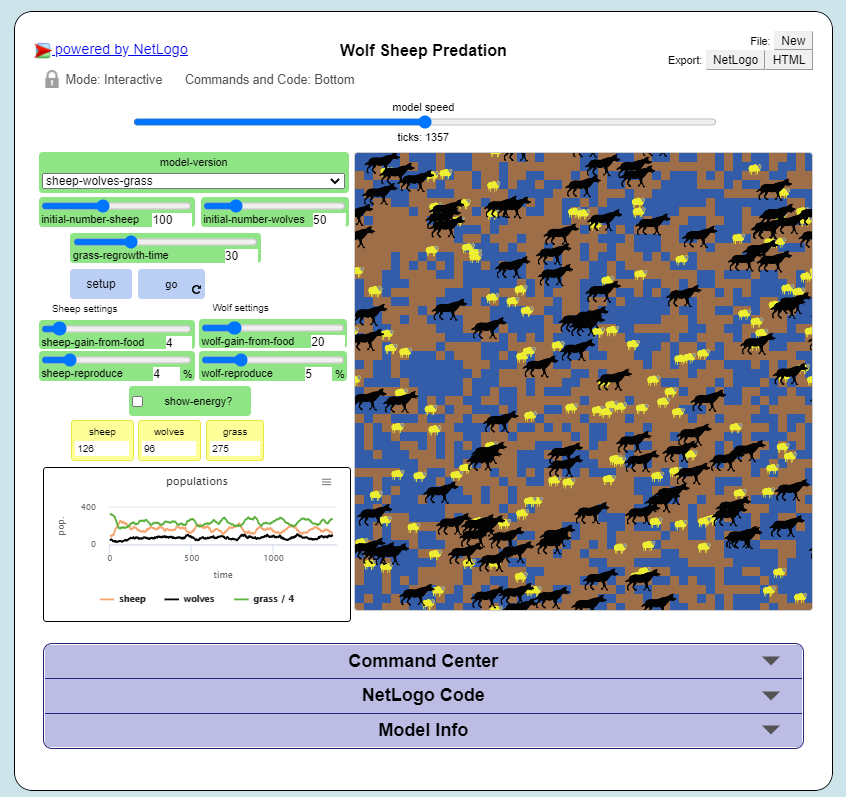 powered by NetLogo
Wolf Sheep Predation
File: New
Export: NetLogo HTML
Mode: Interactive Commands and Code: Bottom
model speed
ticks: 1357
model-version
sheep-wolves-grass
initial-number-sheep 100
initial-number-wolves 50
grass-regrowth-time 30
setup
go
Sheep settings
Wolf settings
sheep-gain-from-food 4
wolf-gain-from-food 20
sheep-reproduce 4 %
wolf-reproduce 5 %
show-energy?
sheep
126
wolves
96
grass
275
populations
pop.
400
0
0 500 1000
time
sheep wolves grass / 4
Command Center
NetLogo Code
Model Info